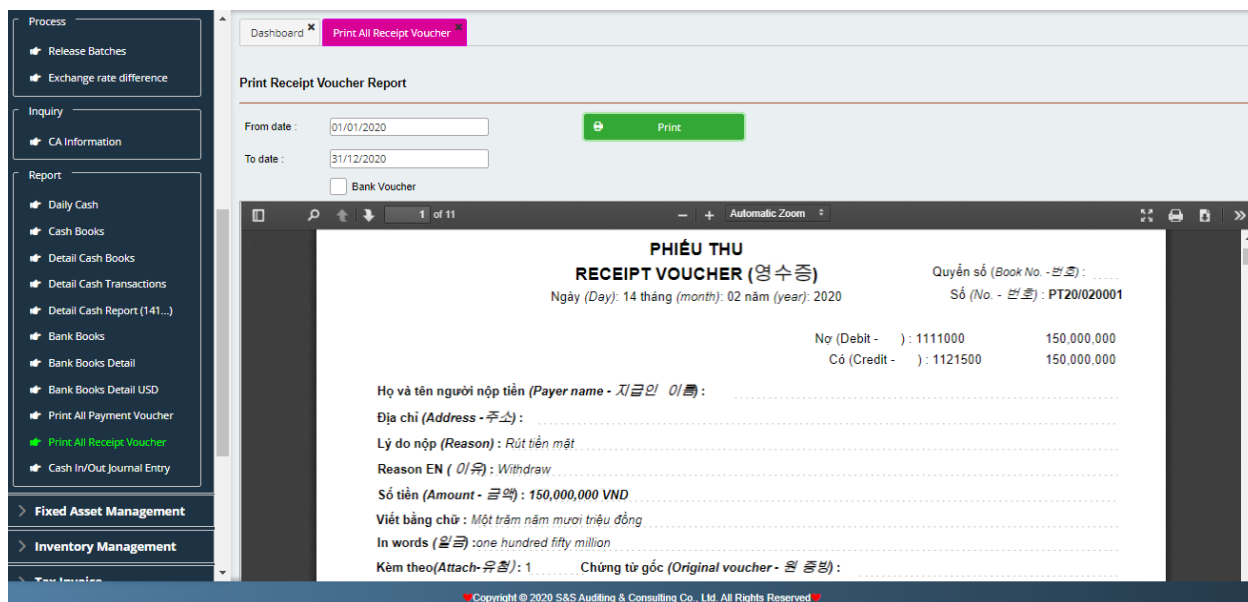 Process
Release Batches
Exchange rate difference
Inquiry
CA Information
Report
Daily Cash
Cash Books
Detail Cash Books
Detail Cash Transactions
Detail Cash Report (141...)
Bank Books
Bank Books Detail
Bank Books Detail USD
Print All Payment Voucher
Print All Receipt Voucher
Cash In/Out Journal Entry
Fixed Asset Management
Inventory Management
Tax Invoice
Dashboard × Print All Receipt Voucher ×
Print Receipt Voucher Report
From date : 01/01/2020 Print
To date : 31/12/2020
Bank Voucher
1 of 11 − + Automatic Zoom
PHIẾU THU
RECEIPT VOUCHER (영수증) Quyển số (Book No. -번호) : .....
Ngày (Day): 14 tháng (month): 02 năm (year): 2020 Số (No. - 번호) : PT20/020001
Nợ (Debit - ) : 1111000 150,000,000
Có (Credit - ) : 1121500 150,000,000
Họ và tên người nộp tiền (Payer name - 지급인 이름) :
Địa chỉ (Address -주소) :
Lý do nộp (Reason) : Rút tiền mặt
Reason EN ( 이유) : Withdraw
Số tiền (Amount - 금액) : 150,000,000 VND
Viết bằng chữ : Một trăm năm mươi triệu đồng
In words (일금) :one hundred fifty million
Kèm theo(Attach-유첨) : 1 Chứng từ gốc (Original voucher - 원 증빙) :
Copyright © 2020 S&S Auditing & Consulting Co., Ltd. All Rights Reserved